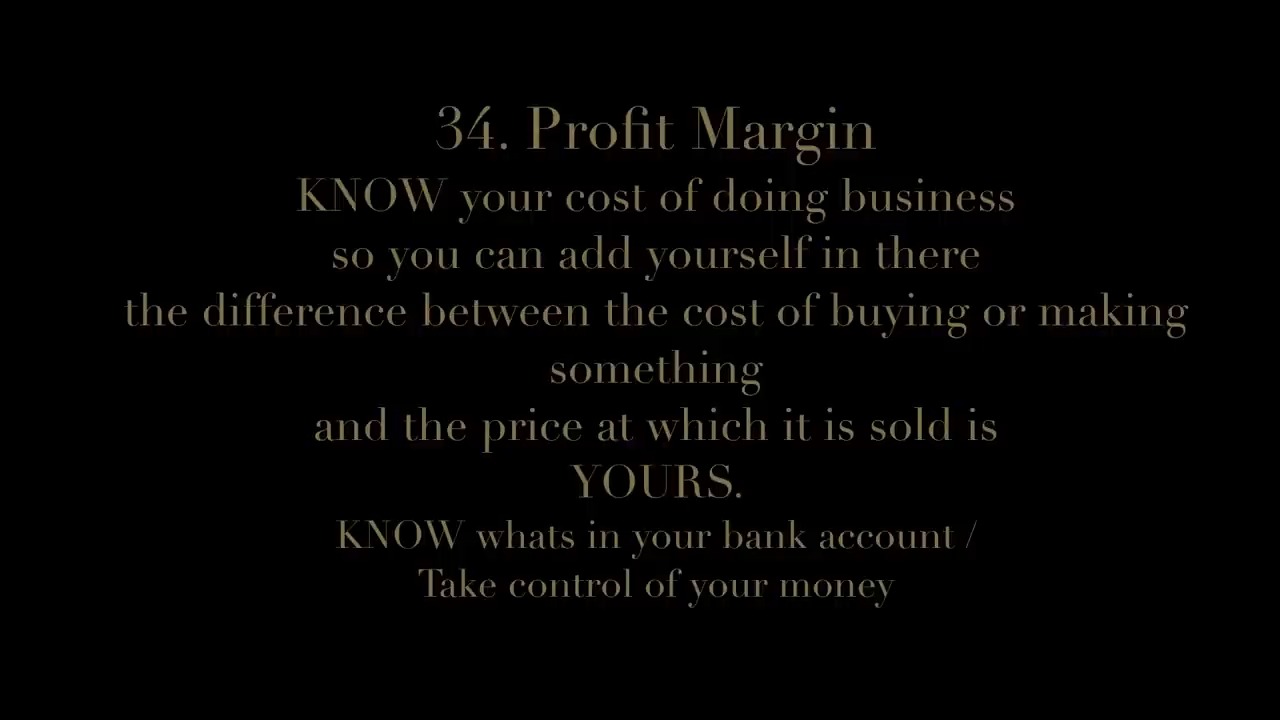 34. Profit Margin
KNOW your cost of doing business
so you can add yourself in there
the difference between the cost of buying or making
something
and the price at which it is sold is
YOURS.
KNOW whats in your bank account /
Take control of your money